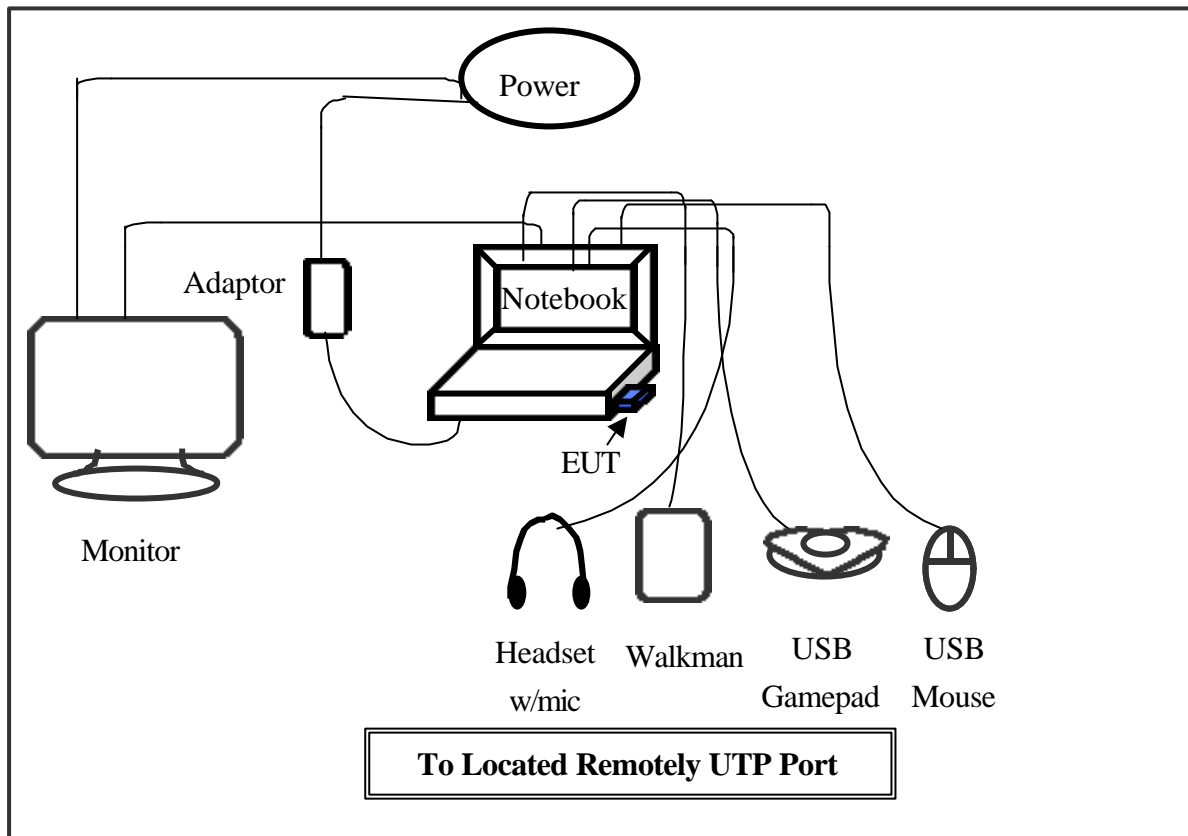 Power
Adaptor
Notebook
EUT
Monitor
Headset
w/mic
Walkman
USB
Gamepad
USB
Mouse
To Located Remotely UTP Port